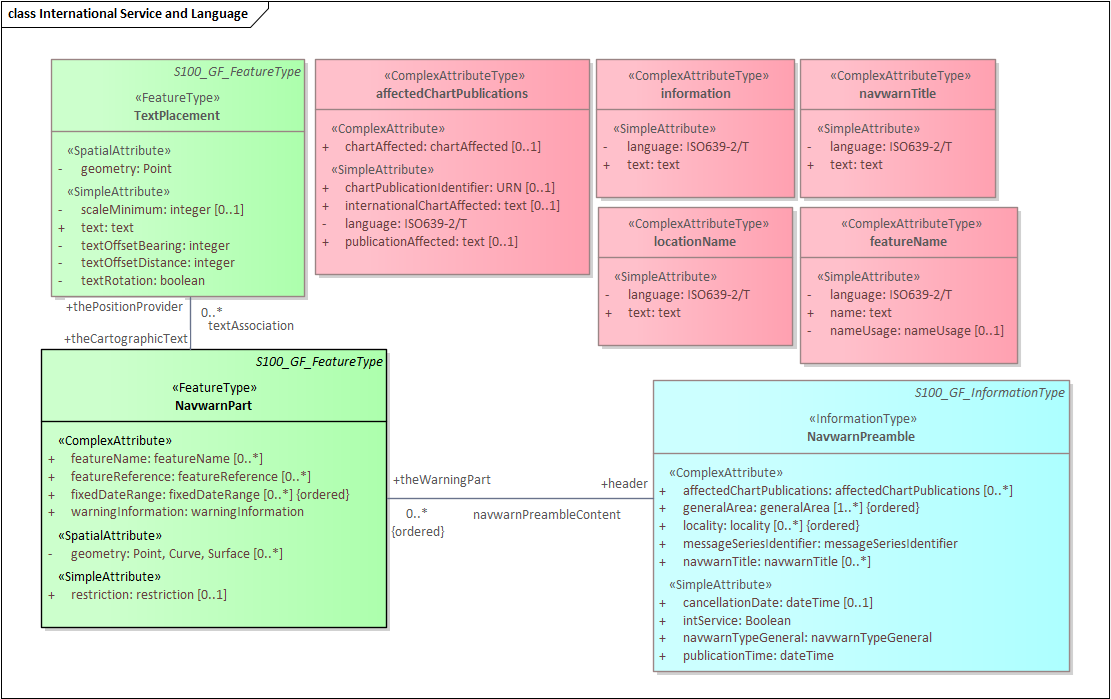 class International Service and Language
S100_GF_FeatureType
«FeatureType»
TextPlacement
«SpatialAttribute»
- geometry: Point
«SimpleAttribute»
- scaleMinimum: integer [0..1]
+ text: text
- textOffsetBearing: integer
- textOffsetDistance: integer
- textRotation: boolean
«ComplexAttributeType»
affectedChartPublications
«ComplexAttribute»
+ chartAffected: chartAffected [0..1]
«SimpleAttribute»
+ chartPublicationIdentifier: URN [0..1]
+ internationalChartAffected: text [0..1]
- language: ISO639-2/T
+ publicationAffected: text [0..1]
«ComplexAttributeType»
information
«SimpleAttribute»
- language: ISO639-2/T
+ text: text
«ComplexAttributeType»
navwarnTitle
«SimpleAttribute»
- language: ISO639-2/T
+ text: text
«ComplexAttributeType»
locationName
«SimpleAttribute»
- language: ISO639-2/T
+ text: text
«ComplexAttributeType»
featureName
«SimpleAttribute»
- language: ISO639-2/T
+ name: text
- nameUsage: nameUsage [0..1]
+thePositionProvider
0..*
textAssociation
+theCartographicText
S100_GF_FeatureType
«FeatureType»
NavwarnPart
«ComplexAttribute»
+ featureName: featureName [0..*]
+ featureReference: featureReference [0..*]
+ fixedDateRange: fixedDateRange [0..*] {ordered}
+ warningInformation: warningInformation
«SpatialAttribute»
- geometry: Point, Curve, Surface [0..*]
«SimpleAttribute»
+ restriction: restriction [0..1]
+theWarningPart
+header
0..*
navwarnPreambleContent
{ordered}
S100_GF_InformationType
«InformationType»
NavwarnPreamble
«ComplexAttribute»
+ affectedChartPublications: affectedChartPublications [0..*]
+ generalArea: generalArea [1..*] {ordered}
+ locality: locality [0..*] {ordered}
+ messageSeriesIdentifier: messageSeriesIdentifier
+ navwarnTitle: navwarnTitle [0..*]
«SimpleAttribute»
+ cancellationDate: dateTime [0..1]
+ intService: Boolean
+ navwarnTypeGeneral: navwarnTypeGeneral
+ publicationTime: dateTime